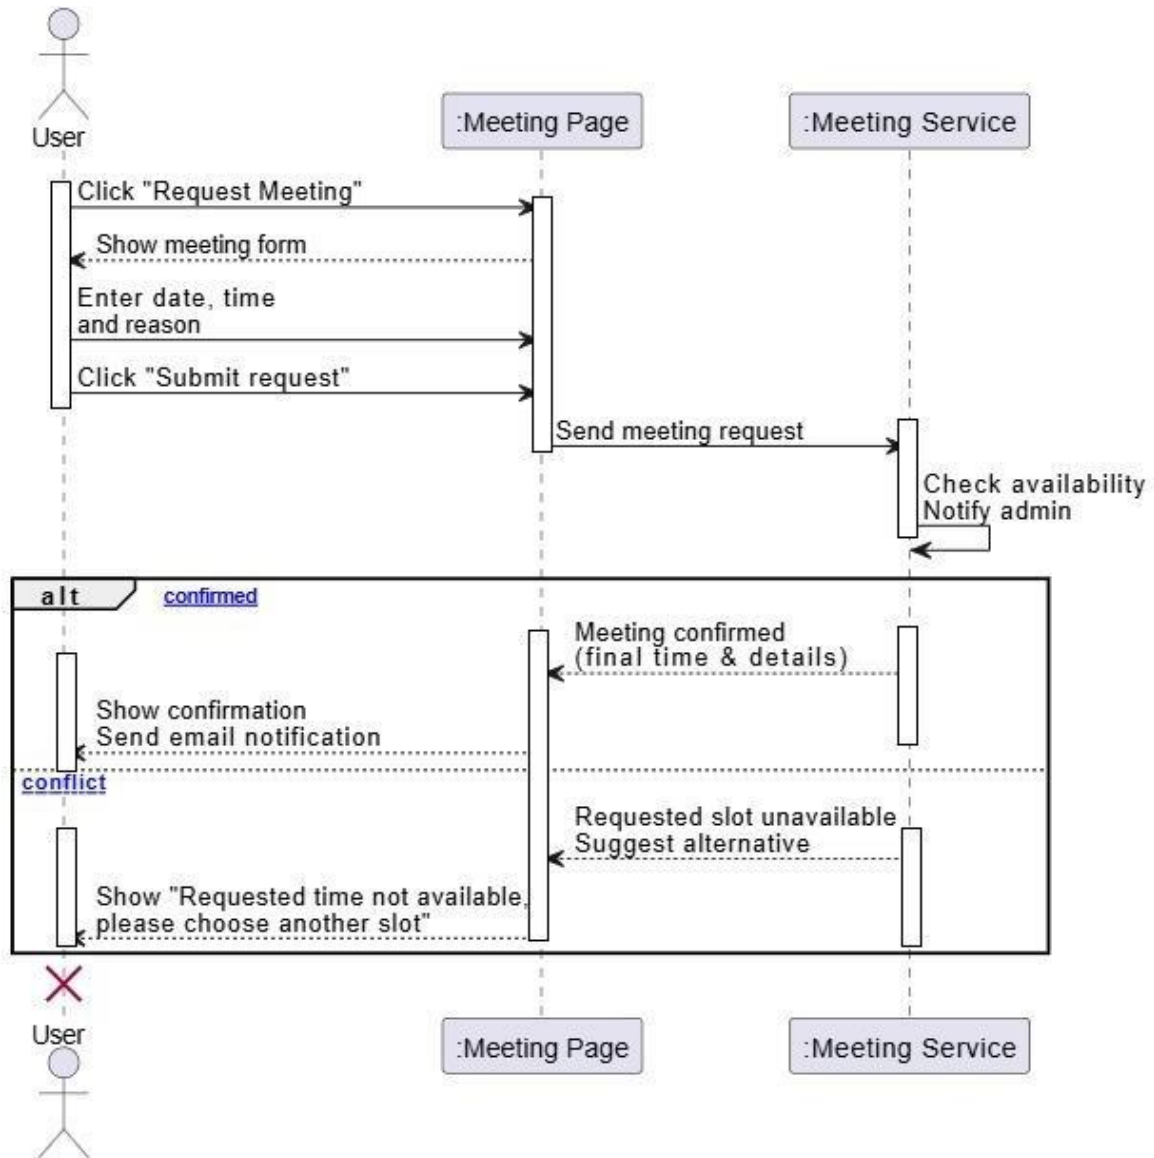 User
:Meeting Page
:Meeting Service
Click "Request Meeting"
Show meeting form
Enter date, time
and reason
Click "Submit request"
Send meeting request
Check availability
Notify admin
alt
confirmed
Meeting confirmed
(final time & details)
Show confirmation
Send email notification
conflict
Requested slot unavailable
Suggest alternative
Show "Requested time not available,
please choose another slot"
User
:Meeting Page
:Meeting Service